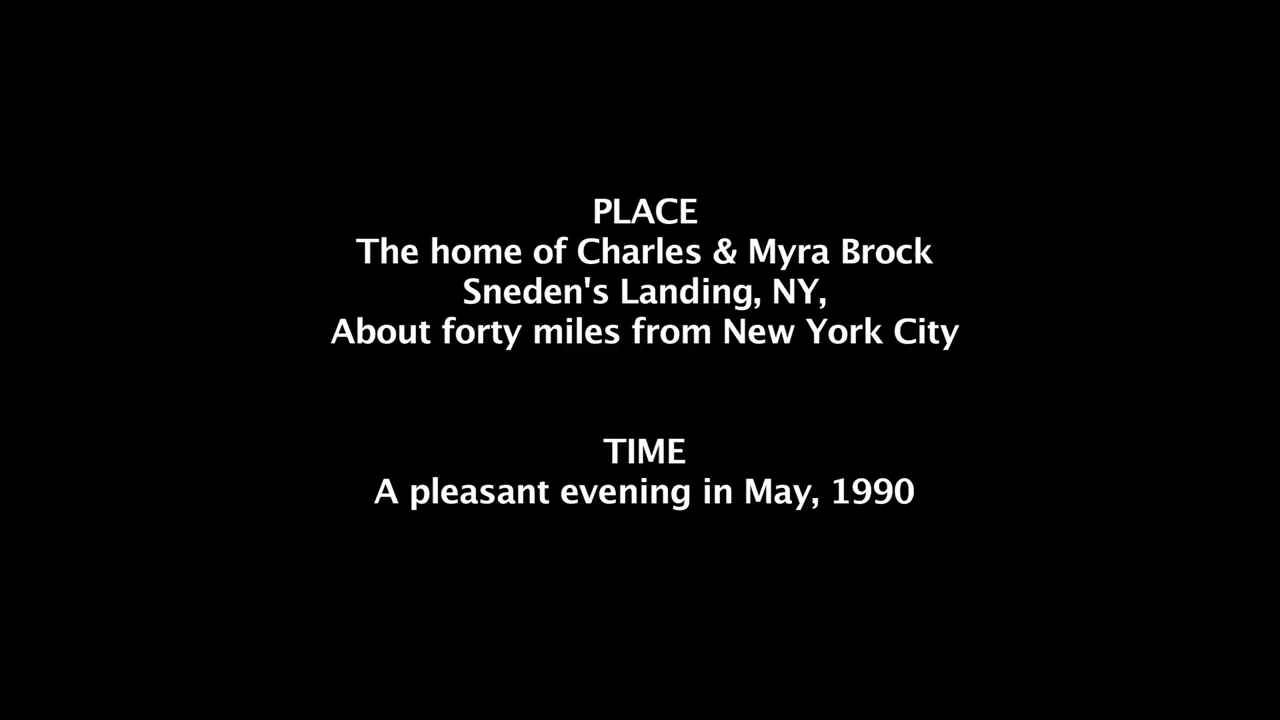 PLACE
The home of Charles & Myra Brock
Sneden's Landing, NY,
About forty miles from New York City
TIME
A pleasant evening in May, 1990